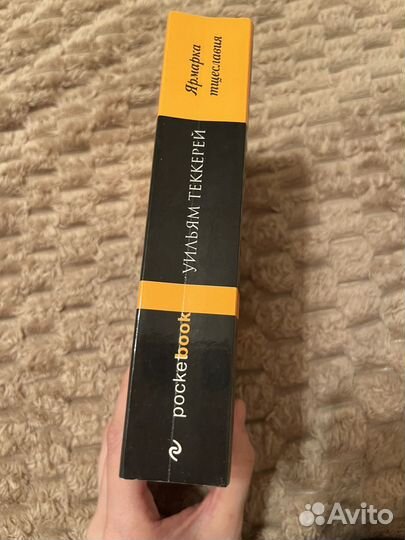 Ярмарка
тщеславия
УИЛЬЯМ ТЕККЕРЕЙ
pocketbook
Avito